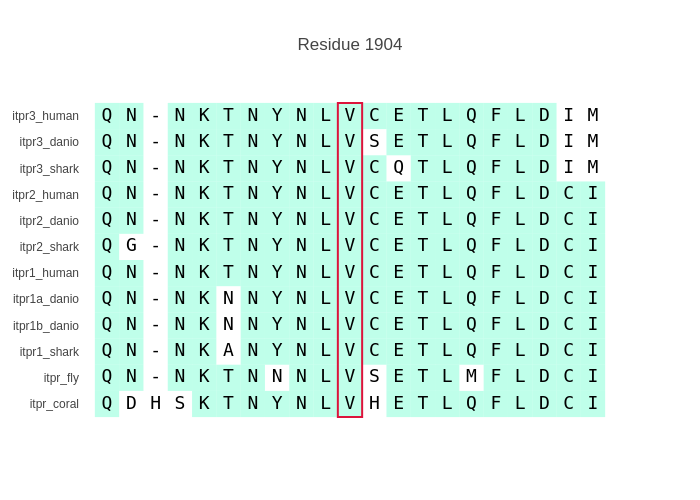 Residue 1904
itpr3_human Q N - N K T N Y N L V C E T L Q F L D I M
itpr3_danio Q N - N K T N Y N L V S E T L Q F L D I M
itpr3_shark Q N - N K T N Y N L V C Q T L Q F L D I M
itpr2_human Q N - N K T N Y N L V C E T L Q F L D C I
itpr2_danio Q N - N K T N Y N L V C E T L Q F L D C I
itpr2_shark Q G - N K T N Y N L V C E T L Q F L D C I
itpr1_human Q N - N K T N Y N L V C E T L Q F L D C I
itpr1a_danio Q N - N K N N Y N L V C E T L Q F L D C I
itpr1b_danio Q N - N K N N Y N L V C E T L Q F L D C I
itpr1_shark Q N - N K A N Y N L V C E T L Q F L D C I
itpr_fly Q N - N K T N N N L V S E T L M F L D C I
itpr_coral Q D H S K T N Y N L V H E T L Q F L D C I